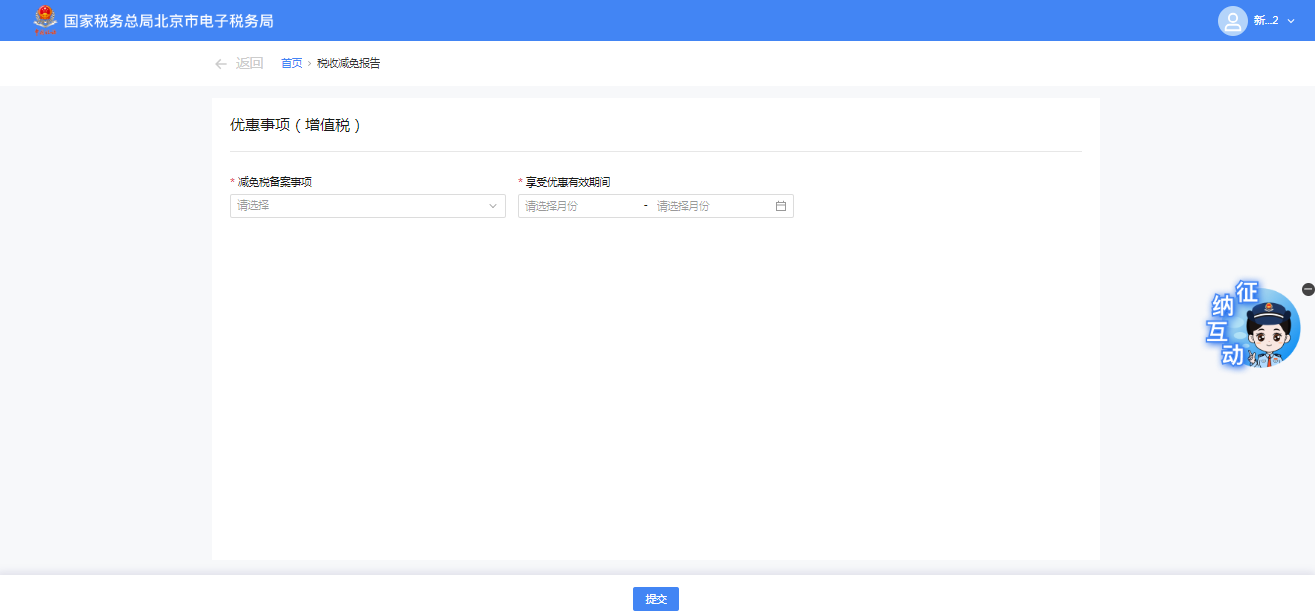 国家税务总局北京市电子税务局
新...2
返回 首页 › 税收减免报告
优惠事项（增值税）
* 减免税备案事项 * 享受优惠有效期间
请选择 请选择月份 - 请选择月份
征
纳
互
动
提交